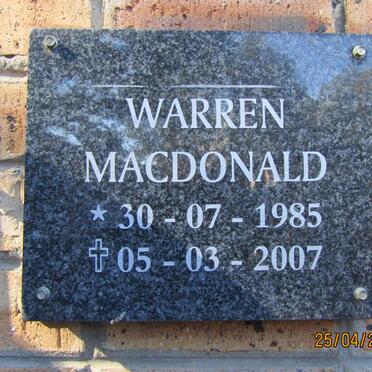 WARREN
MACDONALD
* 30 - 07 - 1985
✝ 05 - 03 - 2007
25/04/2